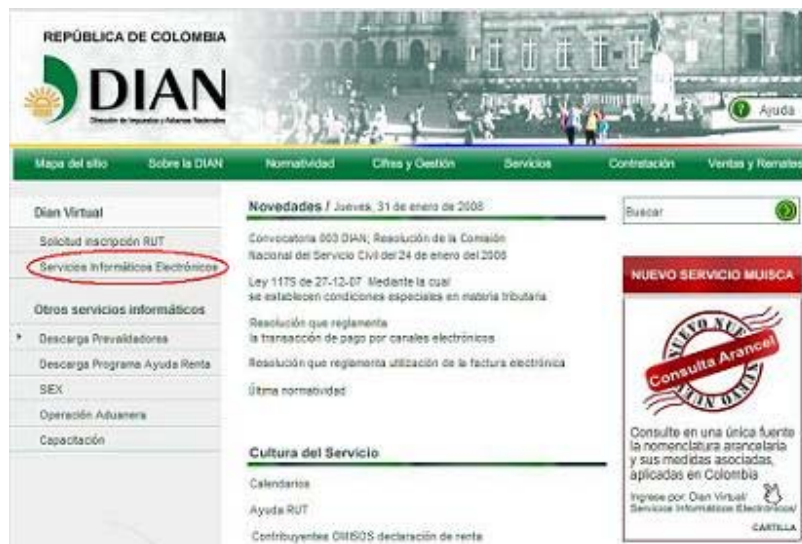 REPÚBLICA DE COLOMBIA
DIAN
Dirección de Impuestos y Aduanas Nacionales
Ayuda
Mapa del sitio
Sobre la DIAN
Normatividad
Cifras y Gestión
Servicios
Contratación
Ventas y Remates
Dian Virtual
Solicitud inscripción RUT
Servicios Informáticos Electrónicos
Otros servicios informáticos
Descarga Prevalidadores
Descarga Programa Ayuda Renta
SIEX
Operación Aduanera
Capacitación
Novedades / Jueves, 31 de enero de 2008
Convocatoria 003 DIAN; Resolución de la Comisión
Nacional del Servicio Civil del 24 de enero del 2008
Ley 1175 de 27-12-07 Mediante la cual
se establecen condiciones especiales en materia tributaria
Resolución que reglamenta
la transacción de pago por canales electrónicos
Resolución que reglamenta utilización de la factura electrónica
Última normatividad
Cultura del Servicio
Calendarios
Ayuda RUT
Contribuyentes OMISOS declaración de renta
Buscar
NUEVO SERVICIO MUISCA
NUEVO
Consulta Arancel
NUEVO
Consulte en una única fuente
la nomenclatura arancelaria
y sus medidas asociadas,
aplicadas en Colombia
Ingrese por: Dian Virtual/
Servicios Informáticos Electrónicos/
CARTILLA